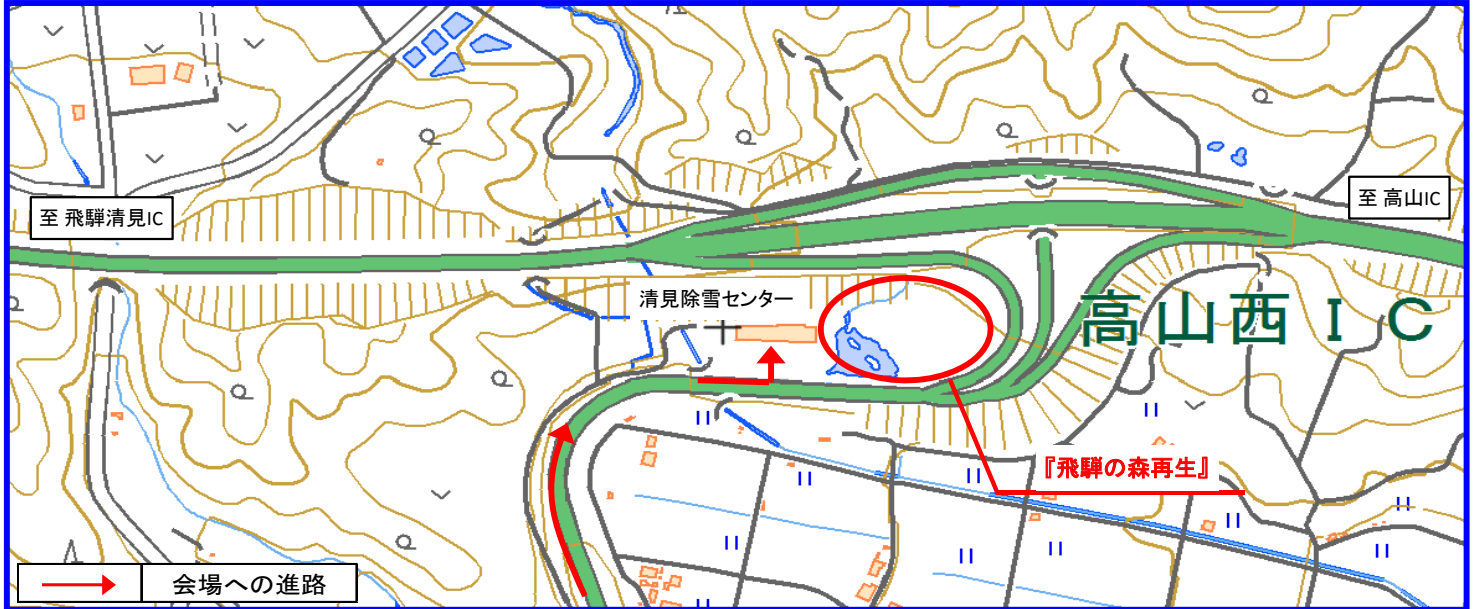 至 飛騨清見IC
至 高山IC
清見除雪センター
高山西IC
『飛騨の森再生』
会場への進路